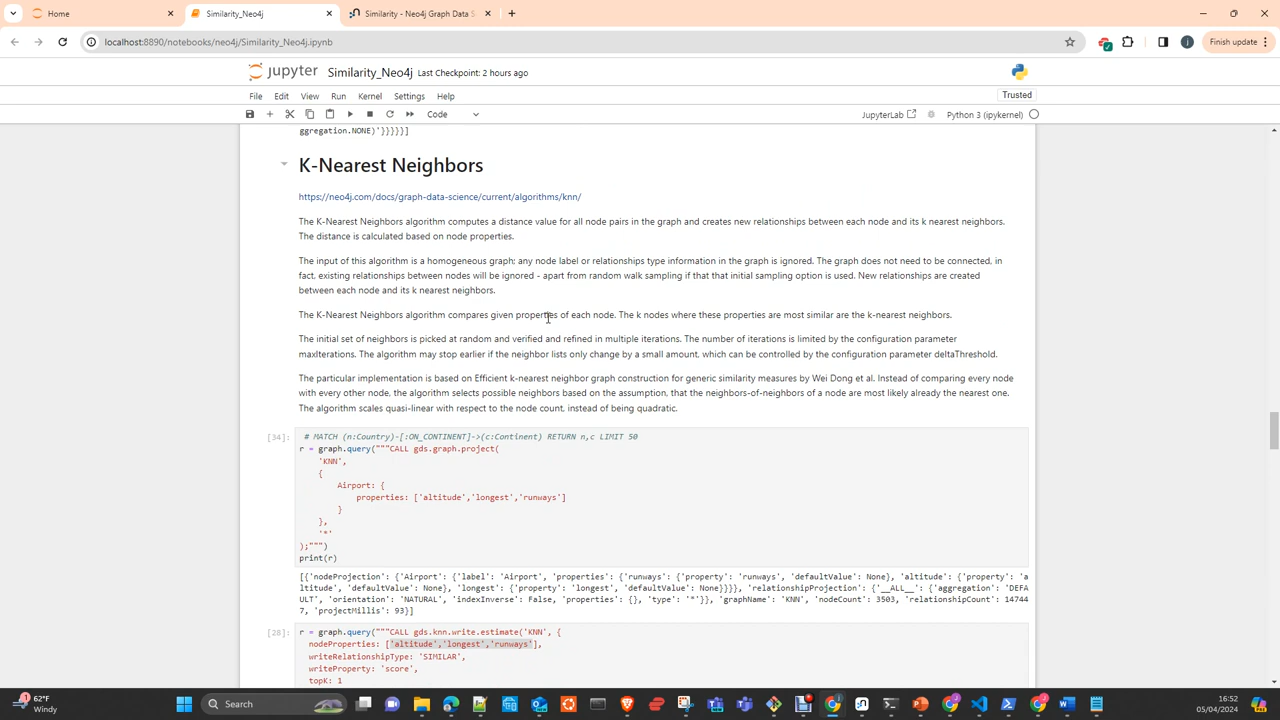 Home
Similarity_Neo4j
Similarity - Neo4j Graph Data S
localhost:8890/notebooks/neo4j/Similarity_Neo4j.ipynb
Finish update
jupyter Similarity_Neo4j Last Checkpoint: 2 hours ago
File Edit View Run Kernel Settings Help
Trusted
Code
JupyterLab Python 3 (ipykernel)
ggregation.NONE)'}}}}}]
K-Nearest Neighbors
https://neo4j.com/docs/graph-data-science/current/algorithms/knn/
The K-Nearest Neighbors algorithm computes a distance value for all node pairs in the graph and creates new relationships between each node and its k nearest neighbors.
The distance is calculated based on node properties.
The input of this algorithm is a homogeneous graph; any node label or relationships type information in the graph is ignored. The graph does not need to be connected, in
fact, existing relationships between nodes will be ignored - apart from random walk sampling if that that initial sampling option is used. New relationships are created
between each node and its k nearest neighbors.
The K-Nearest Neighbors algorithm compares given properties of each node. The k nodes where these properties are most similar are the k-nearest neighbors.
The initial set of neighbors is picked at random and verified and refined in multiple iterations. The number of iterations is limited by the configuration parameter
maxIterations. The algorithm may stop earlier if the neighbor lists only change by a small amount, which can be controlled by the configuration parameter deltaThreshold.
The particular implementation is based on Efficient k-nearest neighbor graph construction for generic similarity measures by Wei Dong et al. Instead of comparing every node
with every other node, the algorithm selects possible neighbors based on the assumption, that the neighbors-of-neighbors of a node are most likely already the nearest one.
The algorithm scales quasi-linear with respect to the node count, instead of being quadratic.
[34]: # MATCH (n:Country)-[:ON_CONTINENT]->(c:Continent) RETURN n,c LIMIT 50
r = graph.query("""CALL gds.graph.project(
'KNN',
{
Airport: {
properties: ['altitude','longest','runways']
}
},
'*'
);""")
print(r)
[{'nodeProjection': {'Airport': {'label': 'Airport', 'properties': {'runways': {'property': 'runways', 'defaultValue': None}, 'altitude': {'property': 'a
ltitude', 'defaultValue': None}, 'longest': {'property': 'longest', 'defaultValue': None}}}}, 'relationshipProjection': {'__ALL__': {'aggregation': 'DEFA
ULT', 'orientation': 'NATURAL', 'indexInverse': False, 'properties': {}, 'type': '*'}}, 'graphName': 'KNN', 'nodeCount': 3503, 'relationshipCount': 14744
7, 'projectMillis': 93}]
[28]: r = graph.query("""CALL gds.knn.write.estimate('KNN', {
nodeProperties: ['altitude','longest','runways'],
writeRelationshipType: 'SIMILAR',
writeProperty: 'score',
topK: 1
62°F
Windy
Search
16:52
05/04/2024